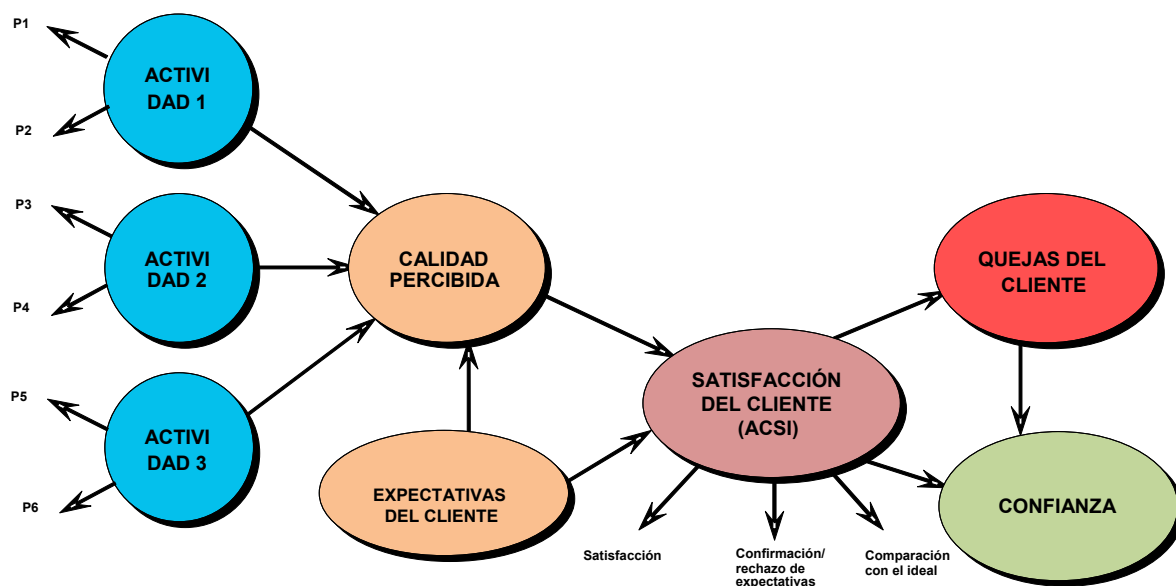 P1
ACTIVI
DAD 1
P2
P3
ACTIVI
DAD 2
P4
P5
ACTIVI
DAD 3
P6
CALIDAD
PERCIBIDA
EXPECTATIVAS
DEL CLIENTE
SATISFACCIÓN
DEL CLIENTE
(ACSI)
Satisfacción
Confirmación/
rechazo de
expectativas
Comparación
con el ideal
QUEJAS DEL
CLIENTE
CONFIANZA